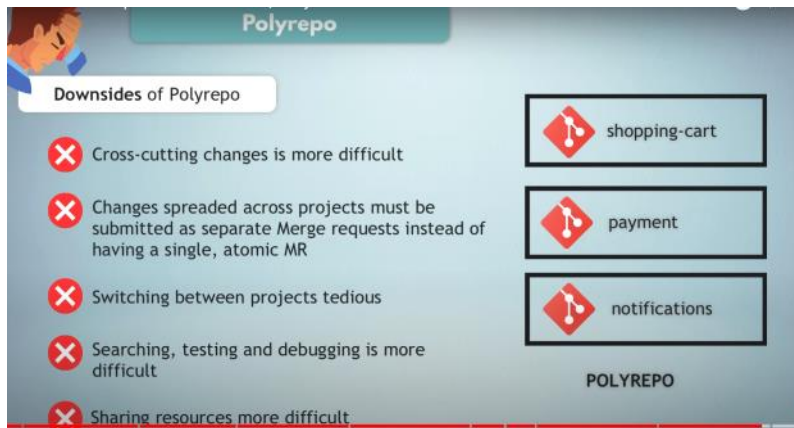 Polyrepo
Downsides of Polyrepo
Cross-cutting changes is more difficult
Changes spreaded across projects must be
submitted as separate Merge requests instead of
having a single, atomic MR
Switching between projects tedious
Searching, testing and debugging is more
difficult
Sharing resources more difficult
shopping-cart
payment
notifications
POLYREPO